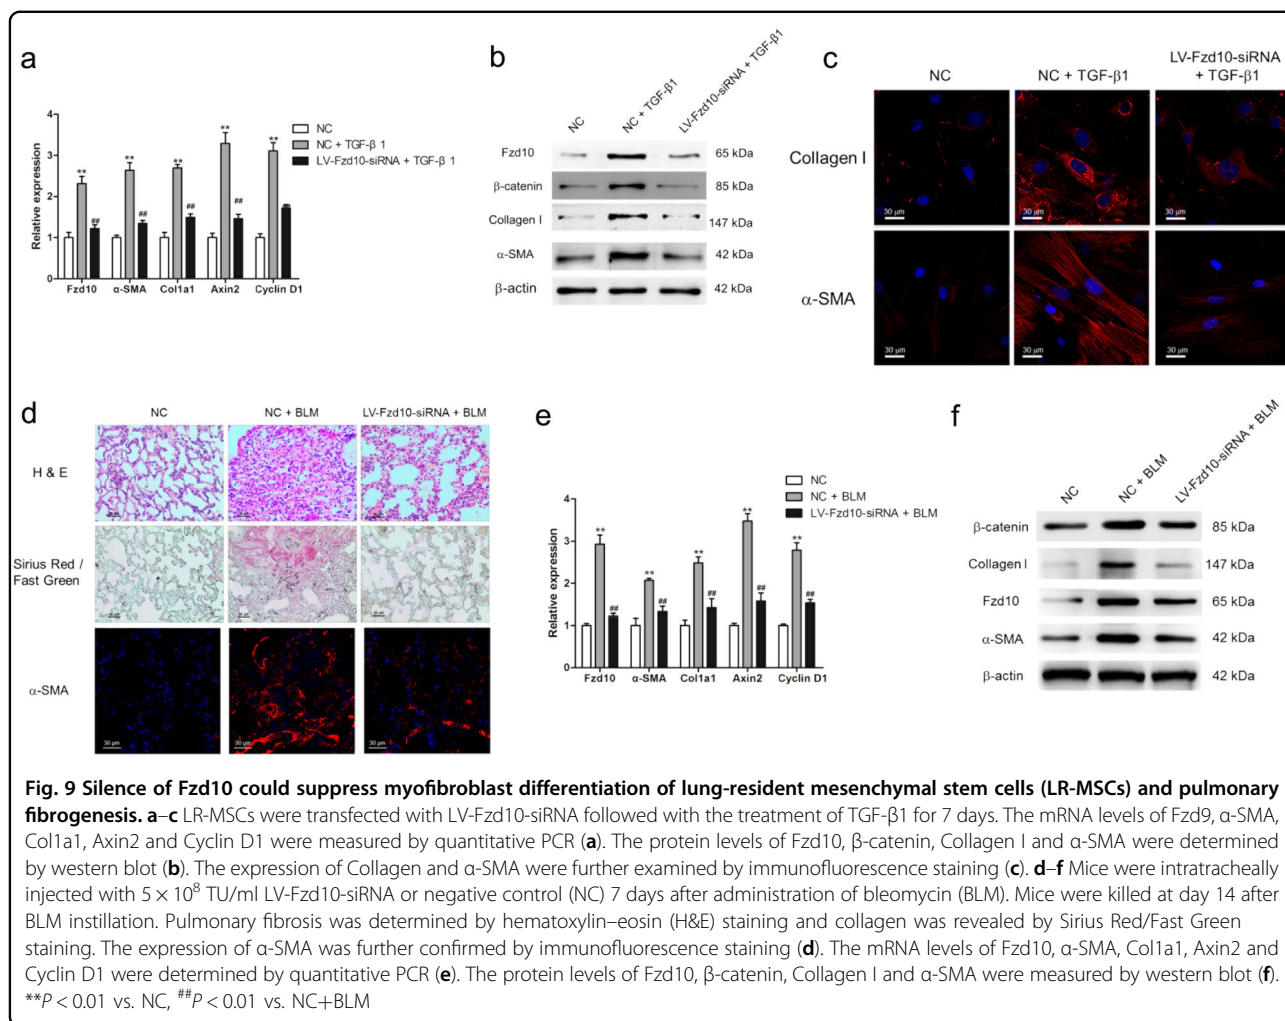 a
Relative expression
4
3
2
1
0
NC
NC + TGF-β 1
LV-Fzd10-siRNA + TGF-β 1
** ** ** ** **
## ## ## ##
Fzd10 α-SMA Col1a1 Axin2 Cyclin D1
b
NC NC + TGF-β1 LV-Fzd10-siRNA + TGF-β1
Fzd10 65 kDa
β-catenin 85 kDa
Collagen I 147 kDa
α-SMA 42 kDa
β-actin 42 kDa
c
NC NC + TGF-β1 LV-Fzd10-siRNA + TGF-β1
Collagen I
30 μm 30 μm 30 μm
α-SMA
30 μm 30 μm 30 μm
d
NC NC + BLM LV-Fzd10-siRNA + BLM
H & E
Sirius Red /
Fast Green
α-SMA
30 μm 30 μm 30 μm
e
Relative expression
4
3
2
1
0
NC
NC + BLM
LV-Fzd10-siRNA + BLM
** ** ** ** **
## ## ## ## ##
Fzd10 α-SMA Col1a1 Axin2 Cyclin D1
f
NC NC + BLM LV-Fzd10-siRNA + BLM
β-catenin 85 kDa
Collagen I 147 kDa
Fzd10 65 kDa
α-SMA 42 kDa
β-actin 42 kDa
Fig. 9 Silence of Fzd10 could suppress myofibroblast differentiation of lung-resident mesenchymal stem cells (LR-MSCs) and pulmonary
fibrogenesis. a–c LR-MSCs were transfected with LV-Fzd10-siRNA followed with the treatment of TGF-β1 for 7 days. The mRNA levels of Fzd9, α-SMA,
Col1a1, Axin2 and Cyclin D1 were measured by quantitative PCR (a). The protein levels of Fzd10, β-catenin, Collagen I and α-SMA were determined
by western blot (b). The expression of Collagen and α-SMA were further examined by immunofluorescence staining (c). d–f Mice were intratracheally
injected with 5 × 10⁸ TU/ml LV-Fzd10-siRNA or negative control (NC) 7 days after administration of bleomycin (BLM). Mice were killed at day 14 after
BLM instillation. Pulmonary fibrosis was determined by hematoxylin–eosin (H&E) staining and collagen was revealed by Sirius Red/Fast Green
staining. The expression of α-SMA was further confirmed by immunofluorescence staining (d). The mRNA levels of Fzd10, α-SMA, Col1a1, Axin2 and
Cyclin D1 were determined by quantitative PCR (e). The protein levels of Fzd10, β-catenin, Collagen I and α-SMA were measured by western blot (f).
**P < 0.01 vs. NC, ##P < 0.01 vs. NC+BLM